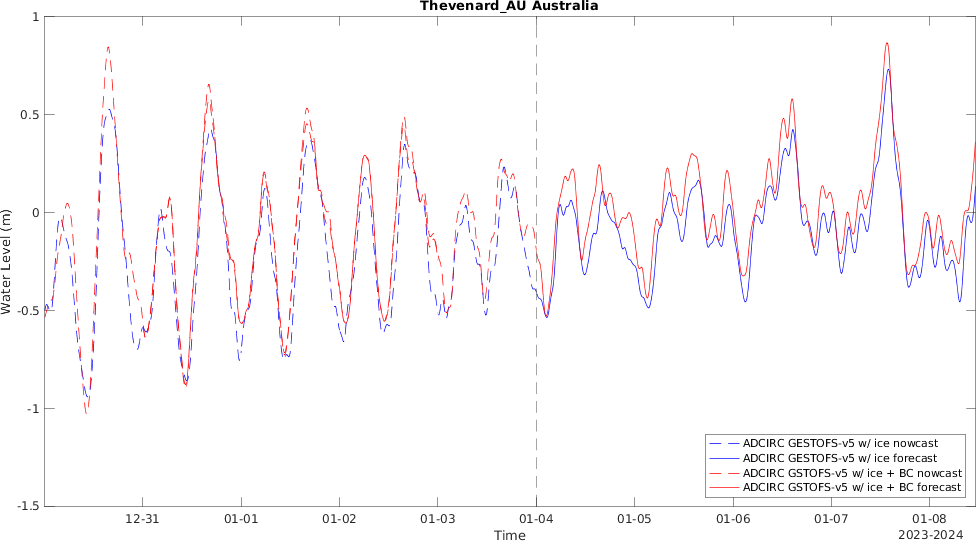 Thevenard_AU Australia
1
0.5
0
-0.5
-1
-1.5
Water Level (m)
ADCIRC GESTOFS-v5 w/ ice nowcast
ADCIRC GESTOFS-v5 w/ ice forecast
ADCIRC GSTOFS-v5 w/ ice + BC nowcast
ADCIRC GSTOFS-v5 w/ ice + BC forecast
12-31 01-01 01-02 01-03 01-04 01-05 01-06 01-07 01-08
Time
2023-2024